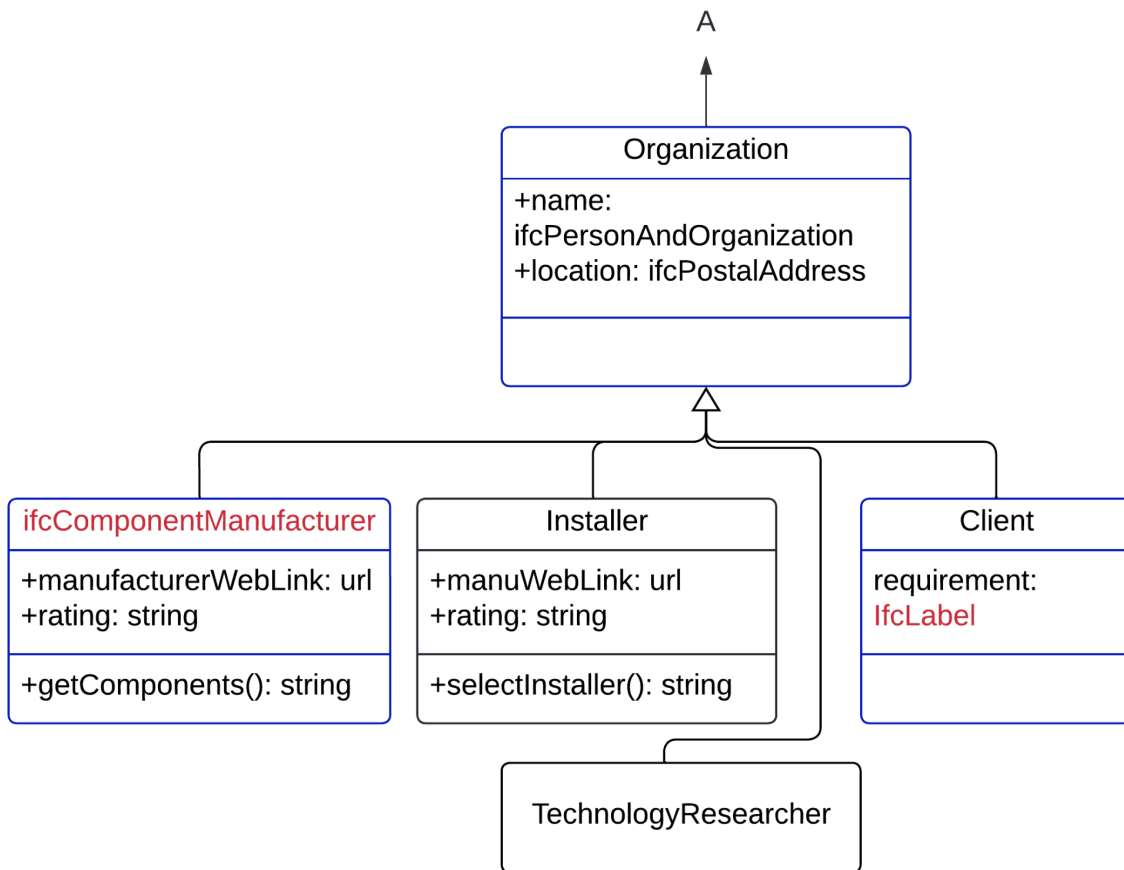 A
Organization
+name:
ifcPersonAndOrganization
+location: ifcPostalAddress
ifcComponentManufacturer
+manufacturerWebLink: url
+rating: string
+getComponents(): string
Installer
+manuWebLink: url
+rating: string
+selectInstaller(): string
Client
requirement:
IfcLabel
TechnologyResearcher